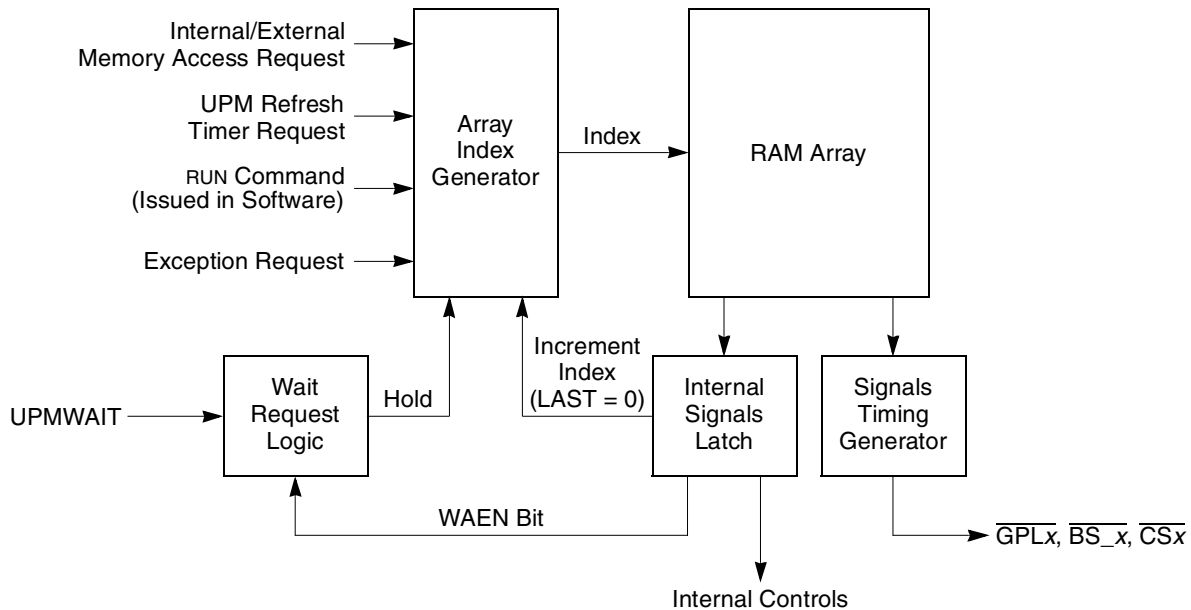 Internal/External
Memory Access Request
UPM Refresh
Timer Request
RUN Command
(Issued in Software)
Exception Request
Array
Index
Generator
Index
RAM Array
UPMWAIT
Wait
Request
Logic
Hold
Increment
Index
(LAST = 0)
Internal
Signals
Latch
Signals
Timing
Generator
WAEN Bit
GPLx, BS_x, CSx
Internal Controls